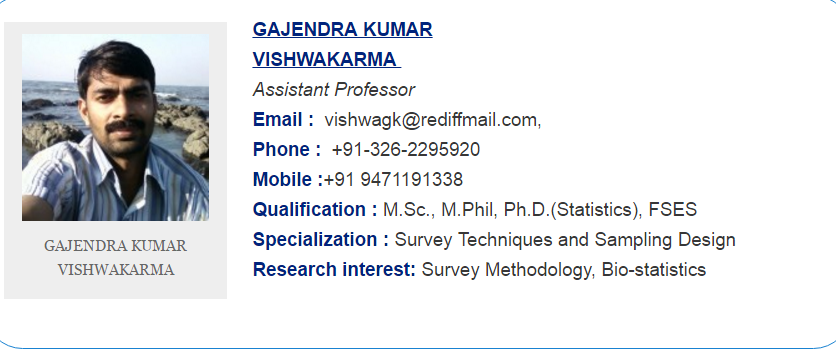 GAJENDRA KUMAR
VISHWAKARMA
Assistant Professor
Email : vishwagk@rediffmail.com,
Phone : +91-326-2295920
Mobile :+91 9471191338
Qualification : M.Sc., M.Phil, Ph.D.(Statistics), FSES
Specialization : Survey Techniques and Sampling Design
Research interest: Survey Methodology, Bio-statistics
GAJENDRA KUMAR
VISHWAKARMA